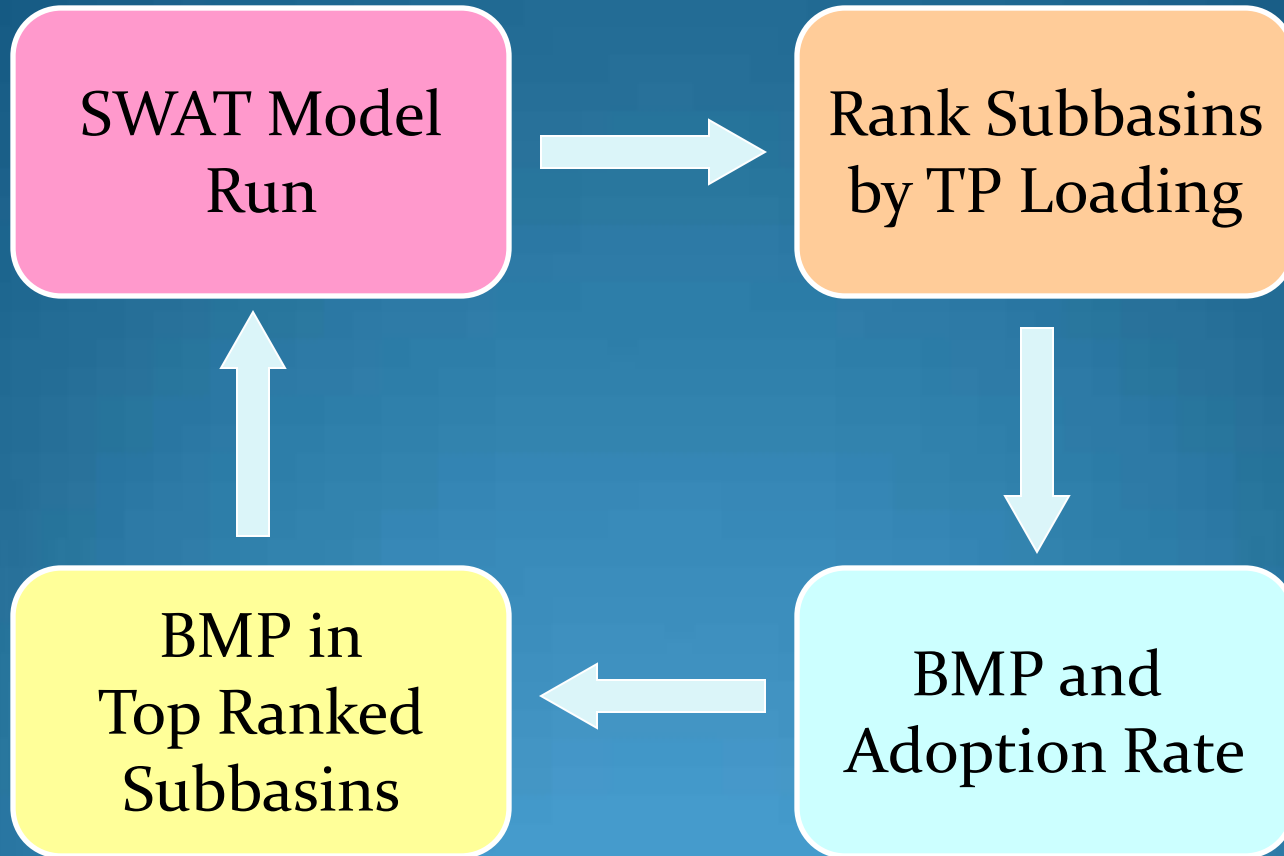 SWAT Model
Run
Rank Subbasins
by TP Loading
BMP in
Top Ranked
Subbasins
BMP and
Adoption Rate